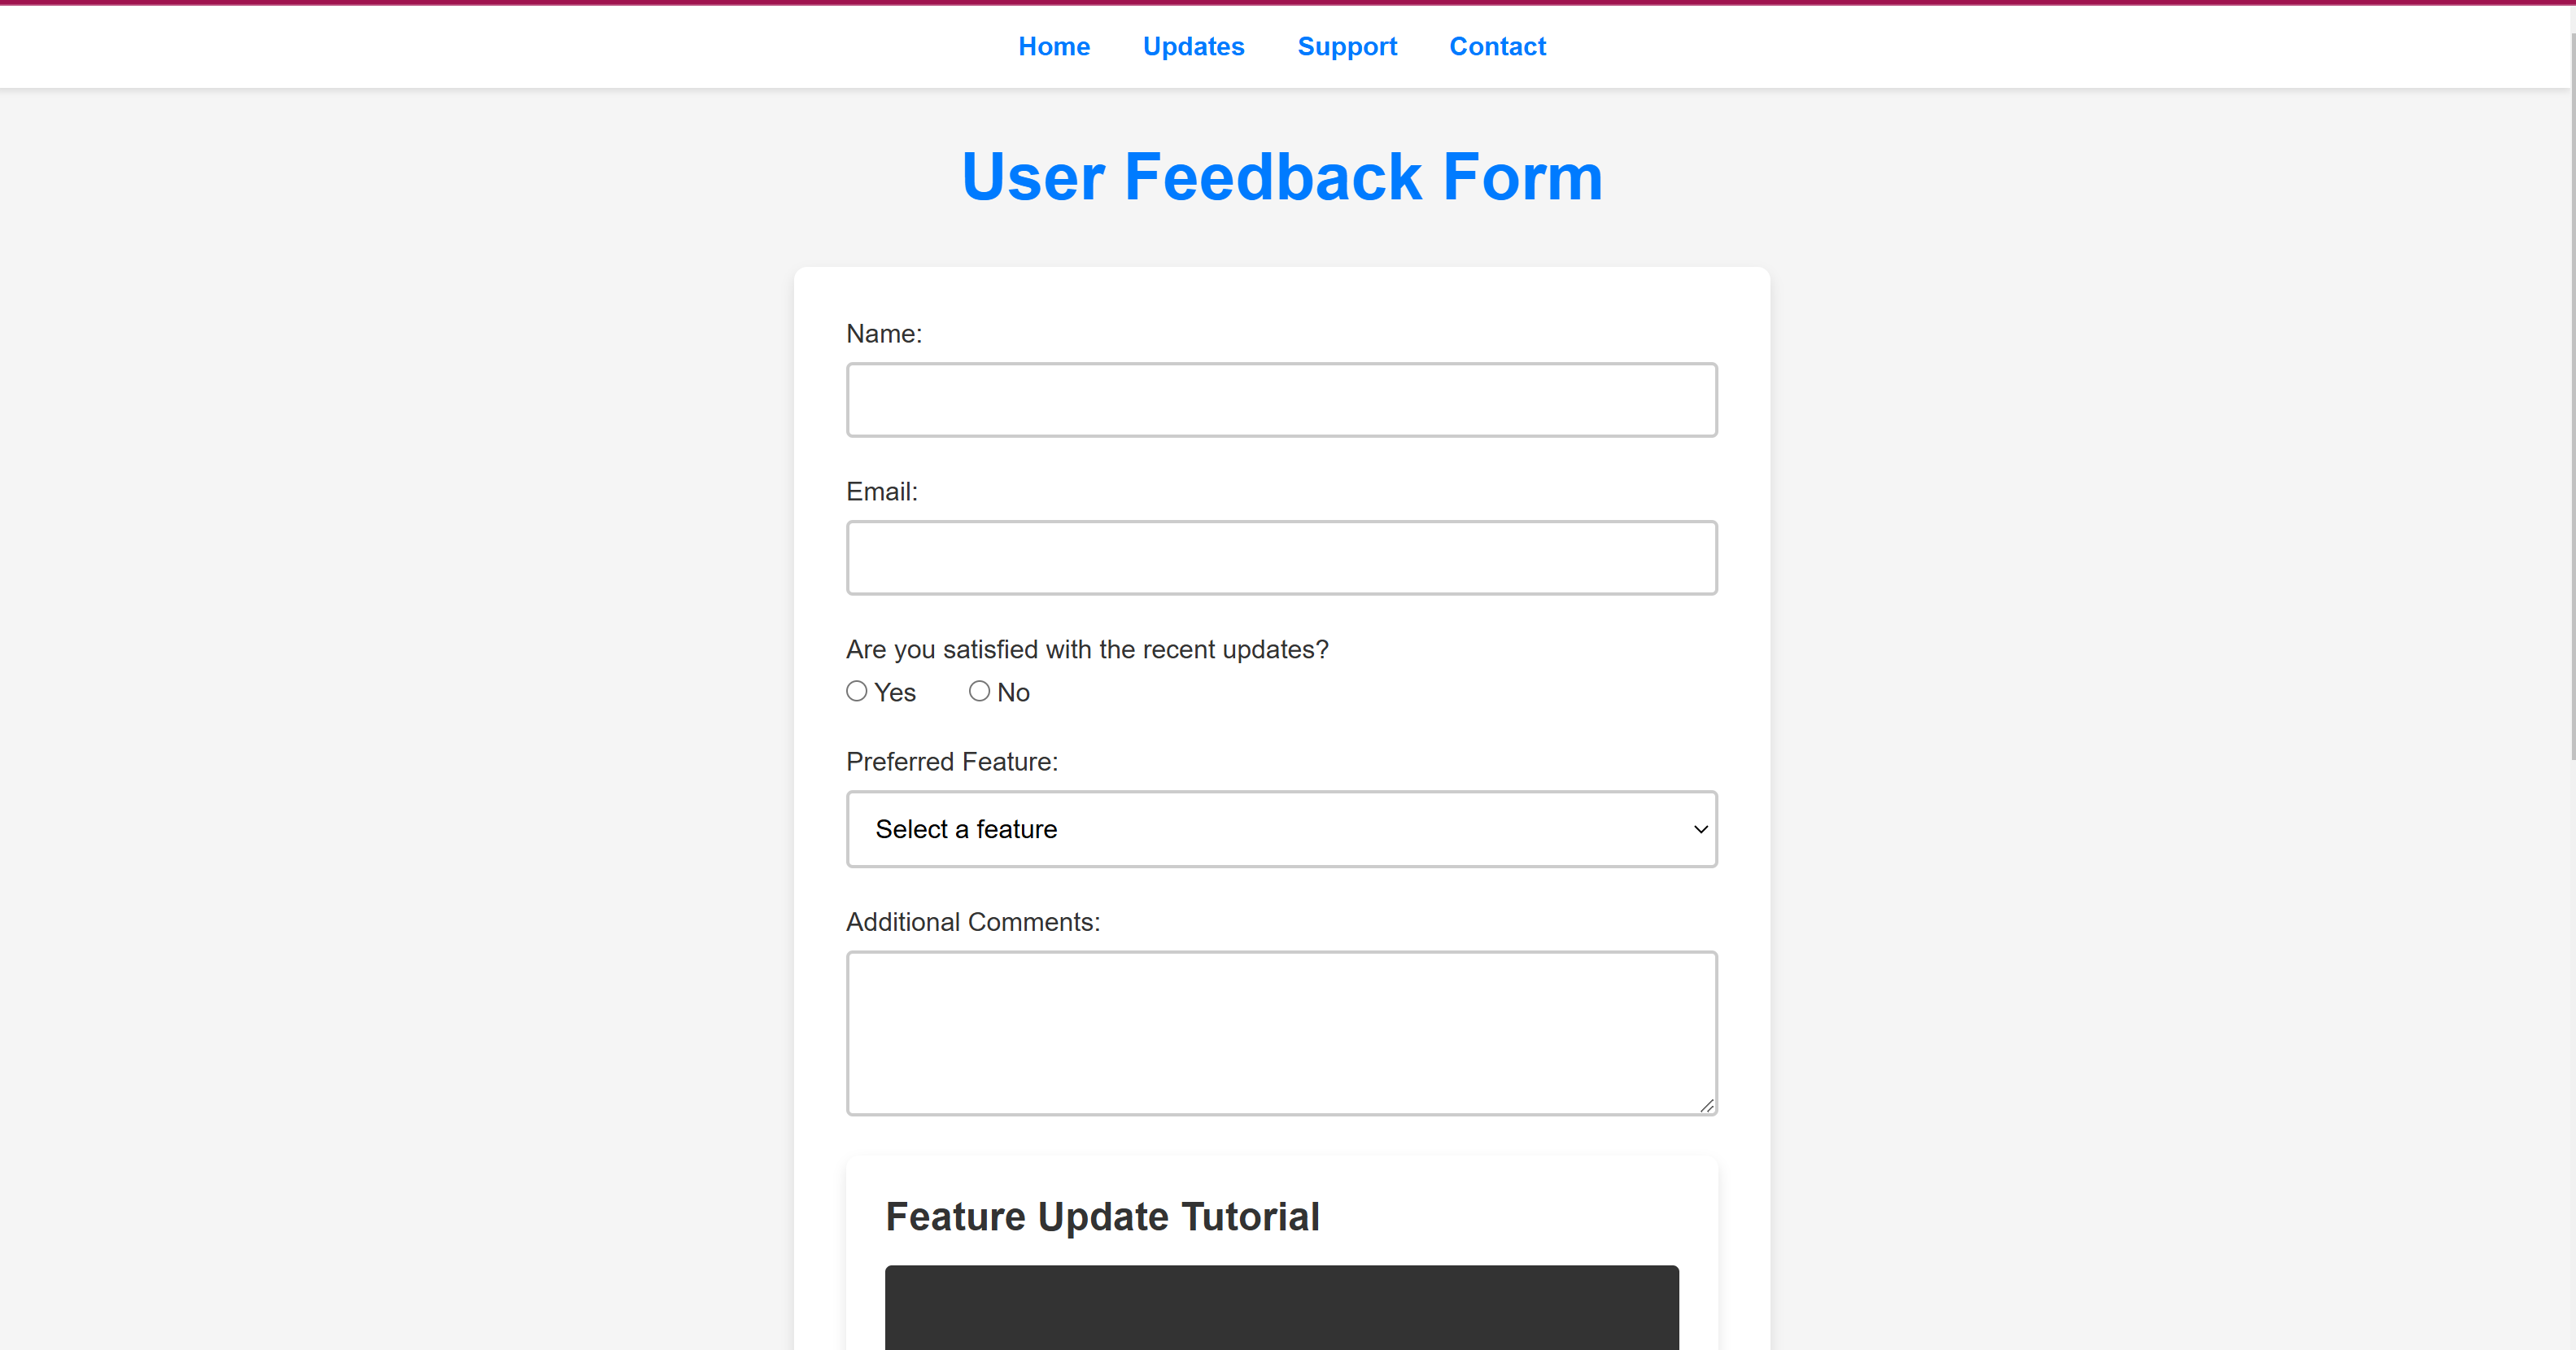 Home Updates Support Contact
User Feedback Form
Name:
Email:
Are you satisfied with the recent updates?
Yes No
Preferred Feature:
Select a feature
Additional Comments:
Feature Update Tutorial